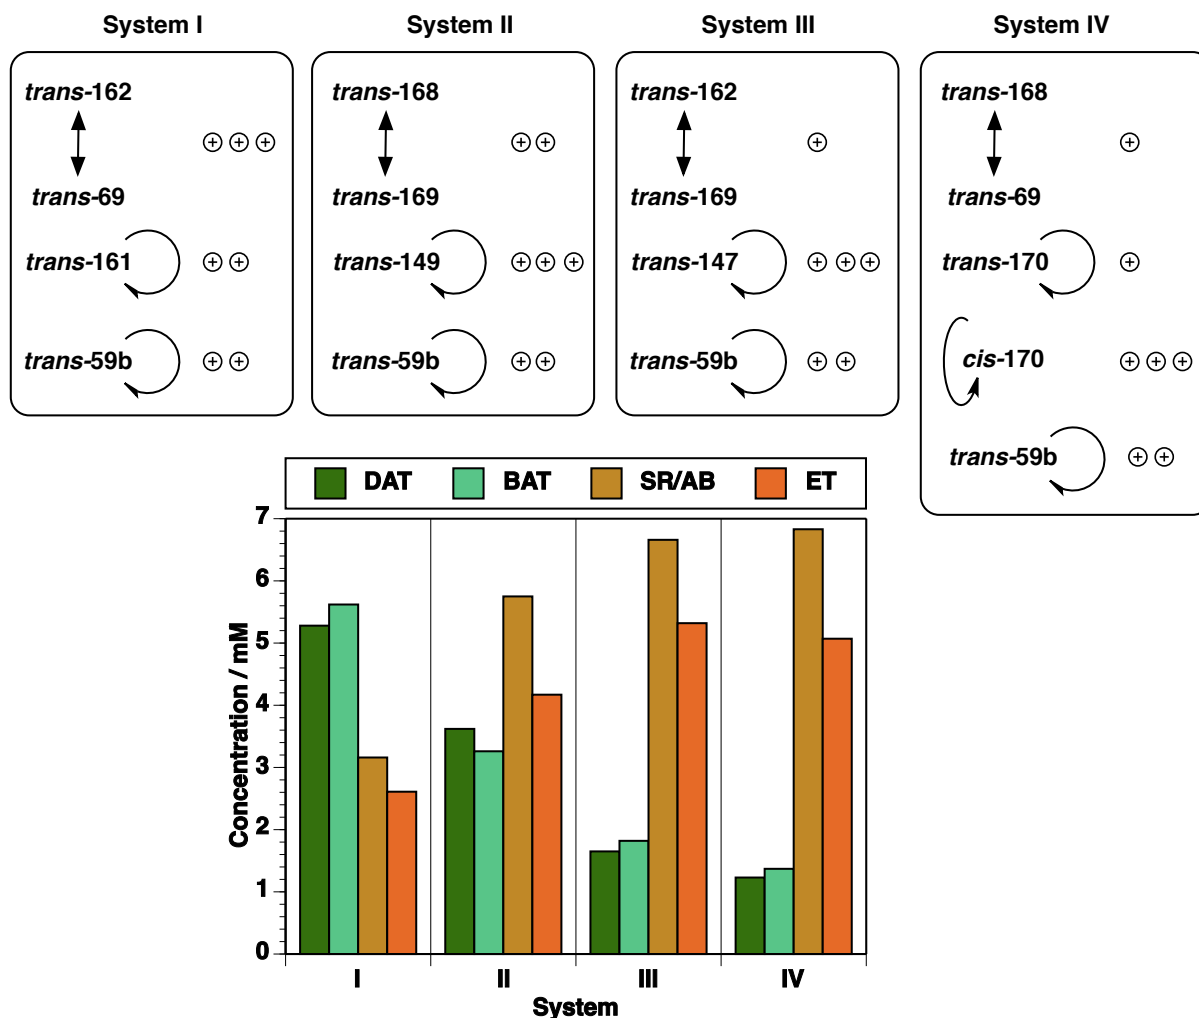 System I
System II
System III
System IV
trans-162
trans-69
trans-161
trans-59b
trans-168
trans-169
trans-149
trans-59b
trans-162
trans-169
trans-147
trans-59b
trans-168
trans-69
trans-170
cis-170
trans-59b
DAT BAT SR/AB ET
Concentration / mM
7
6
5
4
3
2
1
0
I II III IV
System